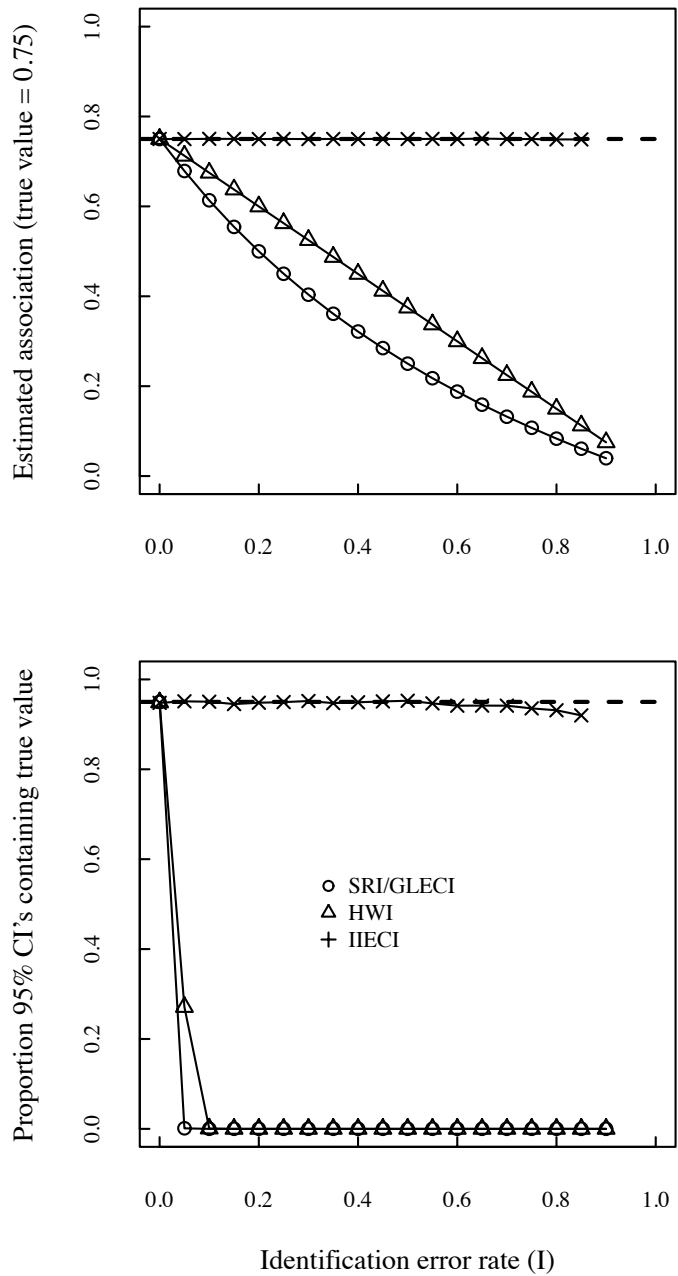 Estimated association (true value = 0.75)
1.0
0.8
0.6
0.4
0.2
0.0
0.0 0.2 0.4 0.6 0.8 1.0
Proportion 95% CI's containing true value
1.0
0.8
0.6
0.4
0.2
0.0
SRI/GLECI
HWI
IIECI
0.0 0.2 0.4 0.6 0.8 1.0
Identification error rate (I)